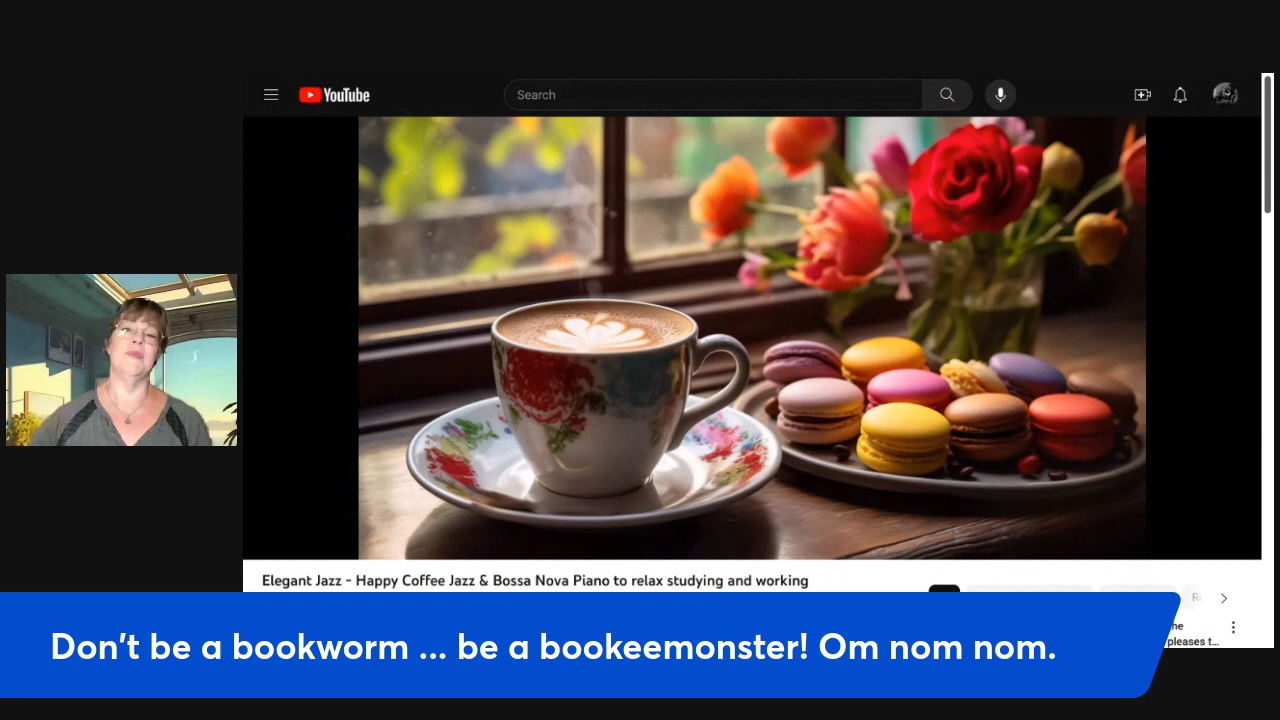 YouTube
Search
Elegant Jazz - Happy Coffee Jazz & Bossa Nova Piano to relax studying and working
pleases t...
Don't be a bookworm ... be a bookeemonster! Om nom nom.